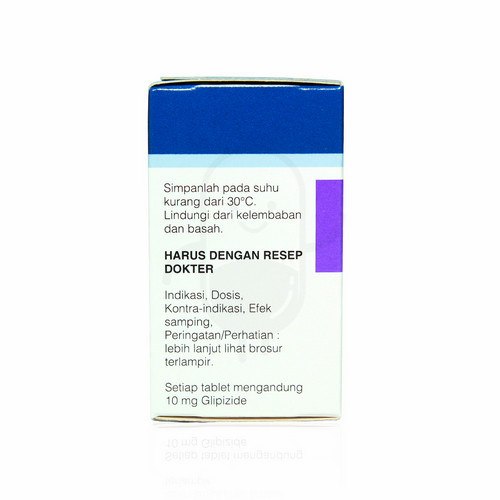 Simpanlah pada suhu
kurang dari 30°C.
Lindungi dari kelembaban
dan basah.
HARUS DENGAN RESEP
DOKTER
Indikasi, Dosis,
Kontra-indikasi, Efek
samping,
Peringatan/Perhatian :
lebih lanjut lihat brosur
terlampir.
Setiap tablet mengandung
10 mg Glipizide